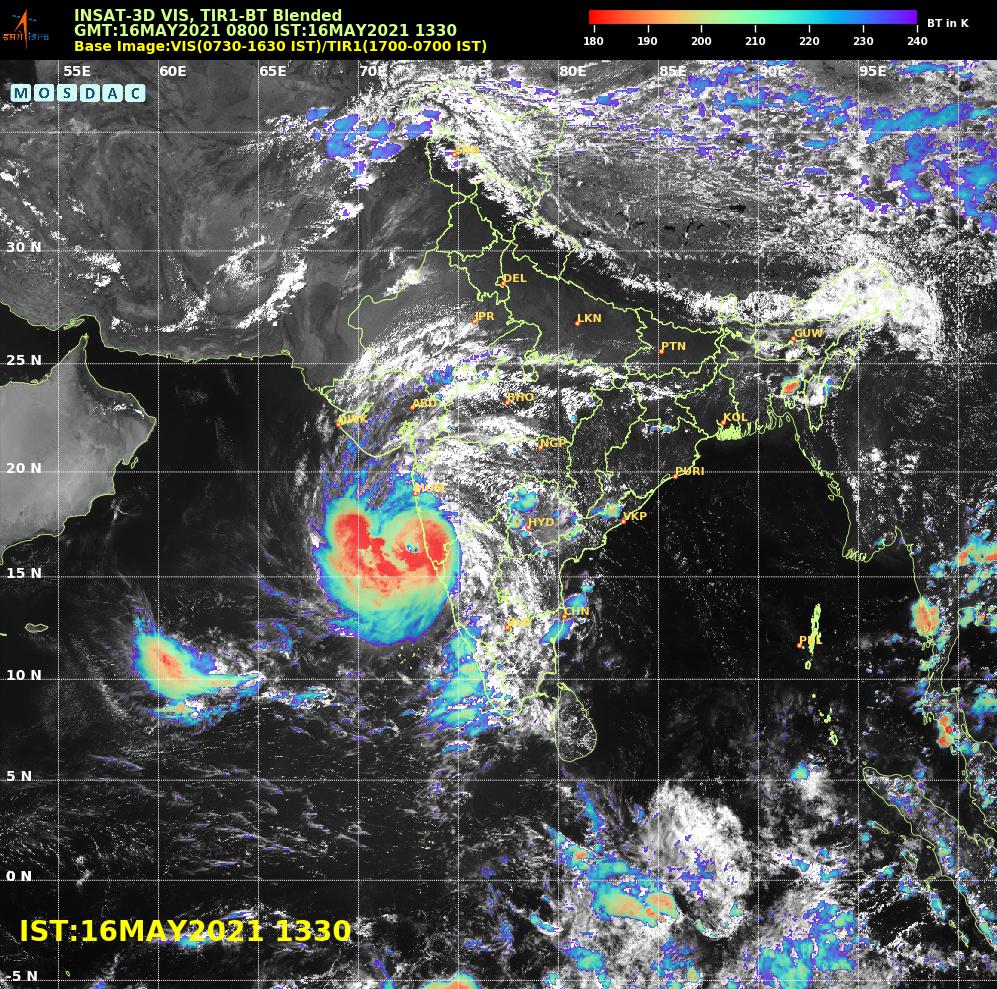 INSAT-3D VIS, TIR1-BT Blended
GMT:16MAY2021 0800 IST:16MAY2021 1330
Base Image:VIS(0730-1630 IST)/TIR1(1700-0700 IST)
BT in K
180 190 200 210 220 230 240
55E 60E 65E 70E 75E 80E 85E 90E 95E
MOSDAC
30 N
DEL
JPR
LKN
GUW
PTN
25 N
ABD
BHO
KOL
NGP
20 N
PURI
HYD
VKP
15 N
CHN
10 N
5 N
0 N
IST:16MAY2021 1330
-5 N